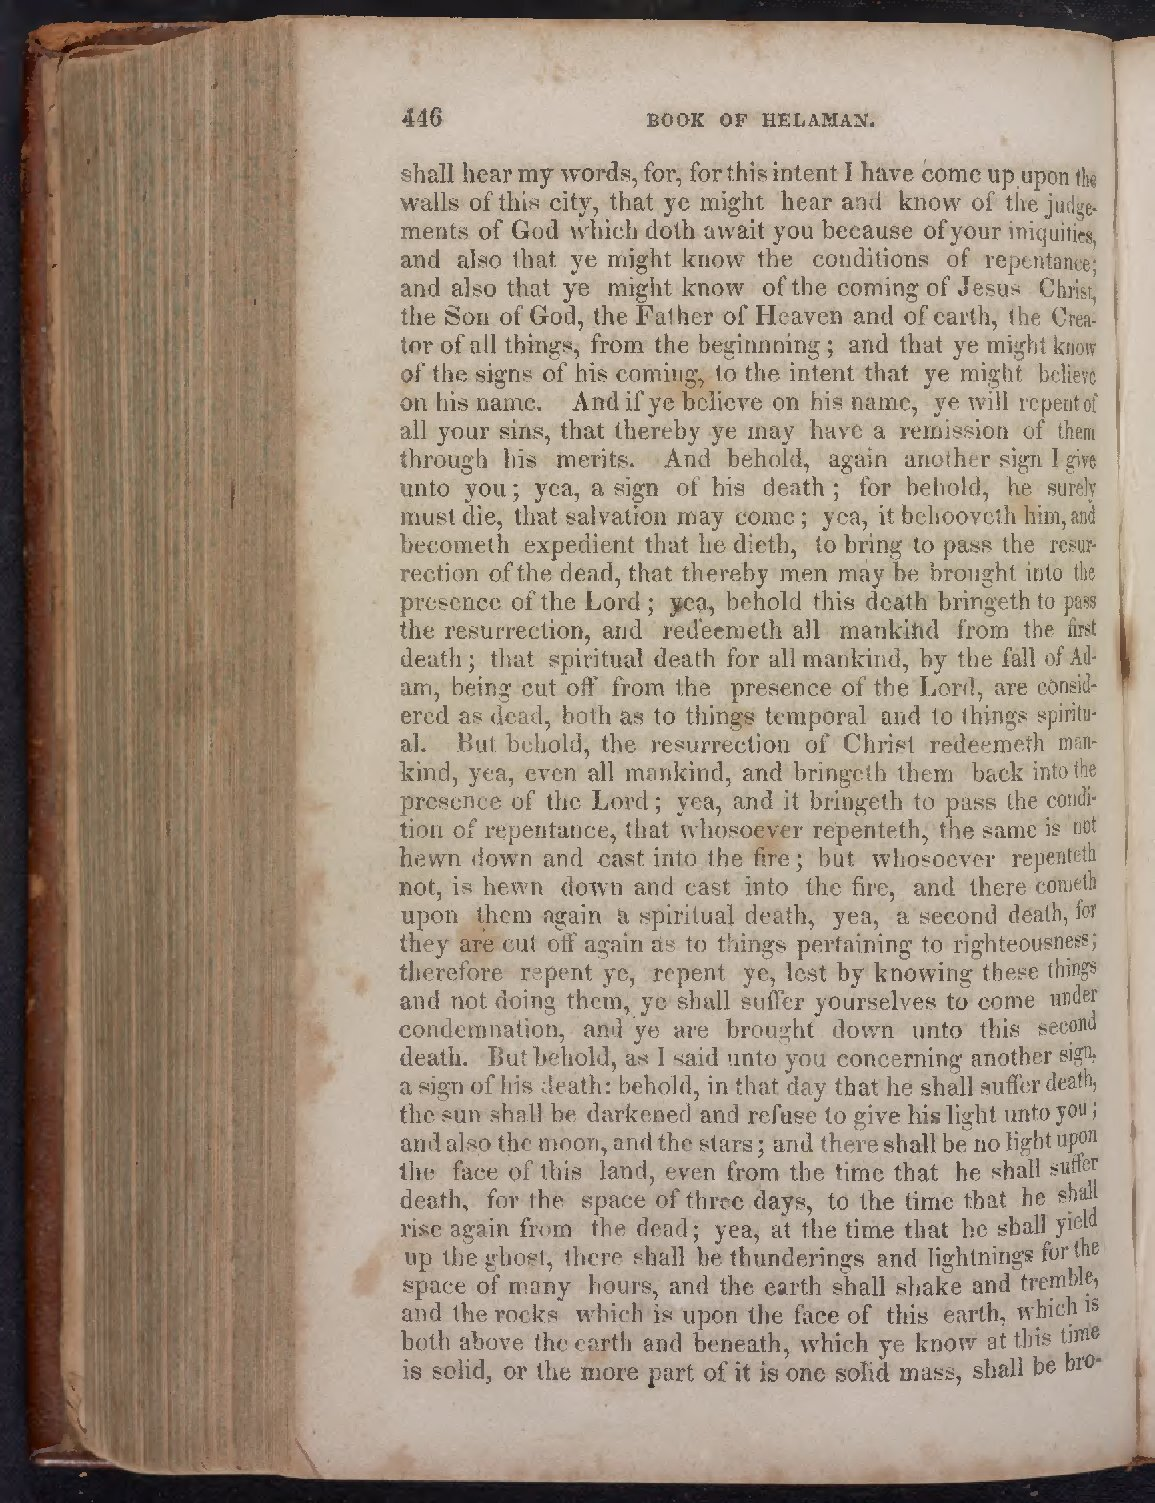 446 BOOK OF HELAMAN.
shall hear my words, for, for this intent I have come up upon the
walls of this city, that ye might hear and know of the judge-
ments of God which doth await you because of your iniquities,
and also that ye might know the conditions of repentance;
and also that ye might know of the coming of Jesus Christ,
the Son of God, the Father of Heaven and of earth, the Crea-
tor of all things, from the beginnning; and that ye might know
of the signs of his coming, to the intent that ye might believe
on his name. And if ye believe on his name, ye will repent of
all your sins, that thereby ye may have a remission of them
through his merits. And behold, again another sign I give
unto you; yea, a sign of his death; for behold, he surely
must die, that salvation may come; yea, it behooveth him, and
becometh expedient that he dieth, to bring to pass the resur-
rection of the dead, that thereby men may be brought into the
presence of the Lord; yea, behold this death bringeth to pass
the resurrection, and redeemeth all mankind from the first
death; that spiritual death for all mankind, by the fall of Ad-
am, being cut off from the presence of the Lord, are consid-
ered as dead, both as to things temporal and to things spiritu-
al. But behold, the resurrection of Christ redeemeth man-
kind, yea, even all mankind, and bringeth them back into the
presence of the Lord; yea, and it bringeth to pass the condi-
tion of repentance, that whosoever repenteth, the same is not
hewn down and cast into the fire; but whosoever repenteth
not, is hewn down and cast into the fire, and there cometh
upon them again a spiritual death, yea, a second death, for
they are cut off again as to things pertaining to righteousness;
therefore repent ye, repent ye, lest by knowing these things
and not doing them, ye shall suffer yourselves to come under
condemnation, and ye are brought down unto this second
death. But behold, as I said unto you concerning another sign,
a sign of his death: behold, in that day that he shall suffer death,
the sun shall be darkened and refuse to give his light unto you;
and also the moon, and the stars; and there shall be no light upon
the face of this land, even from the time that he shall suffer
death, for the space of three days, to the time that he shall
rise again from the dead; yea, at the time that he shall yield
up the ghost, there shall be thunderings and lightnings for the
space of many hours, and the earth shall shake and tremble,
and the rocks which is upon the face of this earth, which is
both above the earth and beneath, which ye know at this time
is solid, or the more part of it is one solid mass, shall be bro-